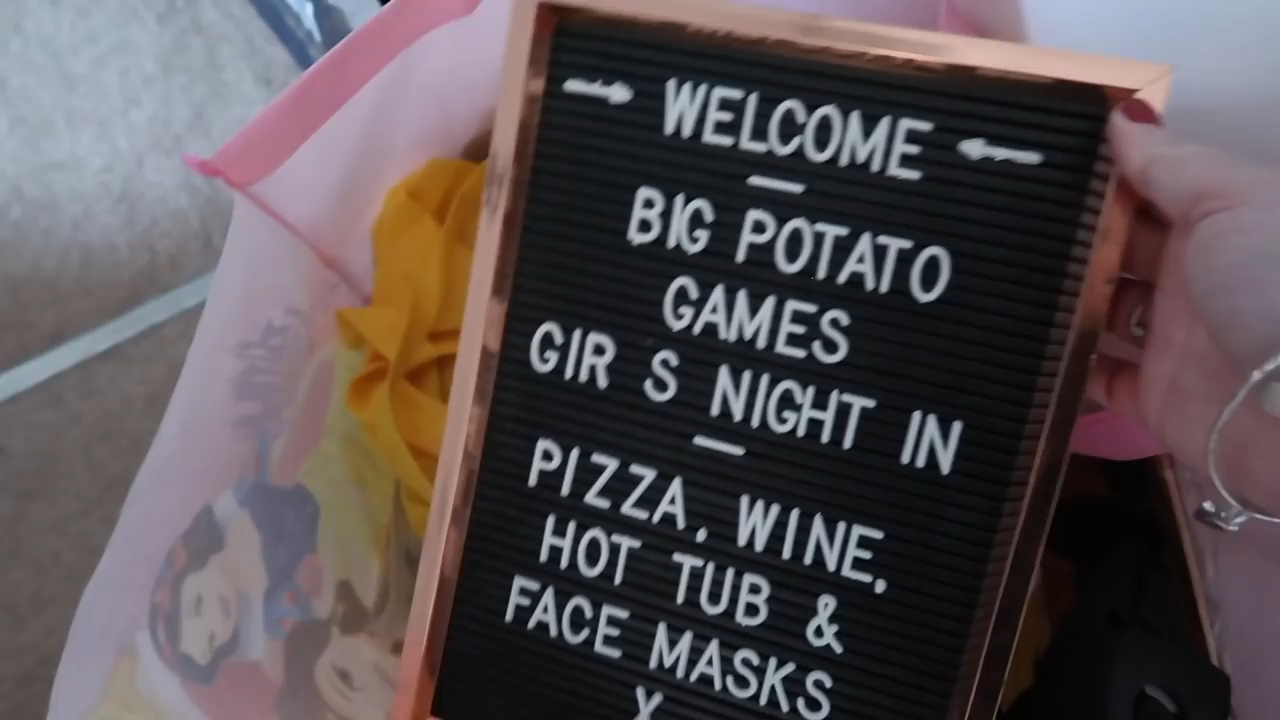 WELCOME
BIG POTATO
GAMES
GIR S NIGHT IN
PIZZA, WINE,
HOT TUB &
FACE MASKS
X